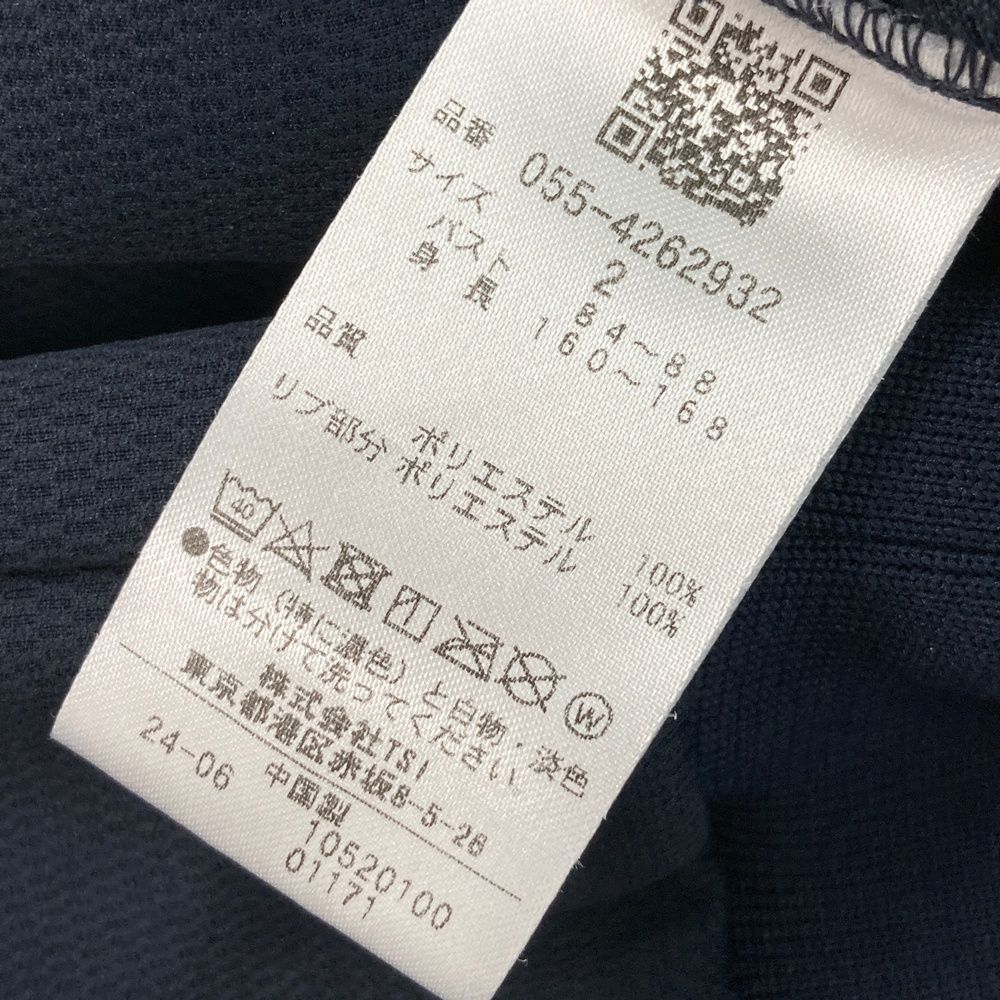 品番 055-4262932
サイズ 2
バスト 84～88
身長 160～168
品質
ポリエステル 100%
リブ部分 ポリエステル 100%
40
W
●色物（特に濃色）と白物・淡色
物は分けて洗ってください
株式会社TSI
東京都港区赤坂8-5-28
24-06 中国製
10520100
01171